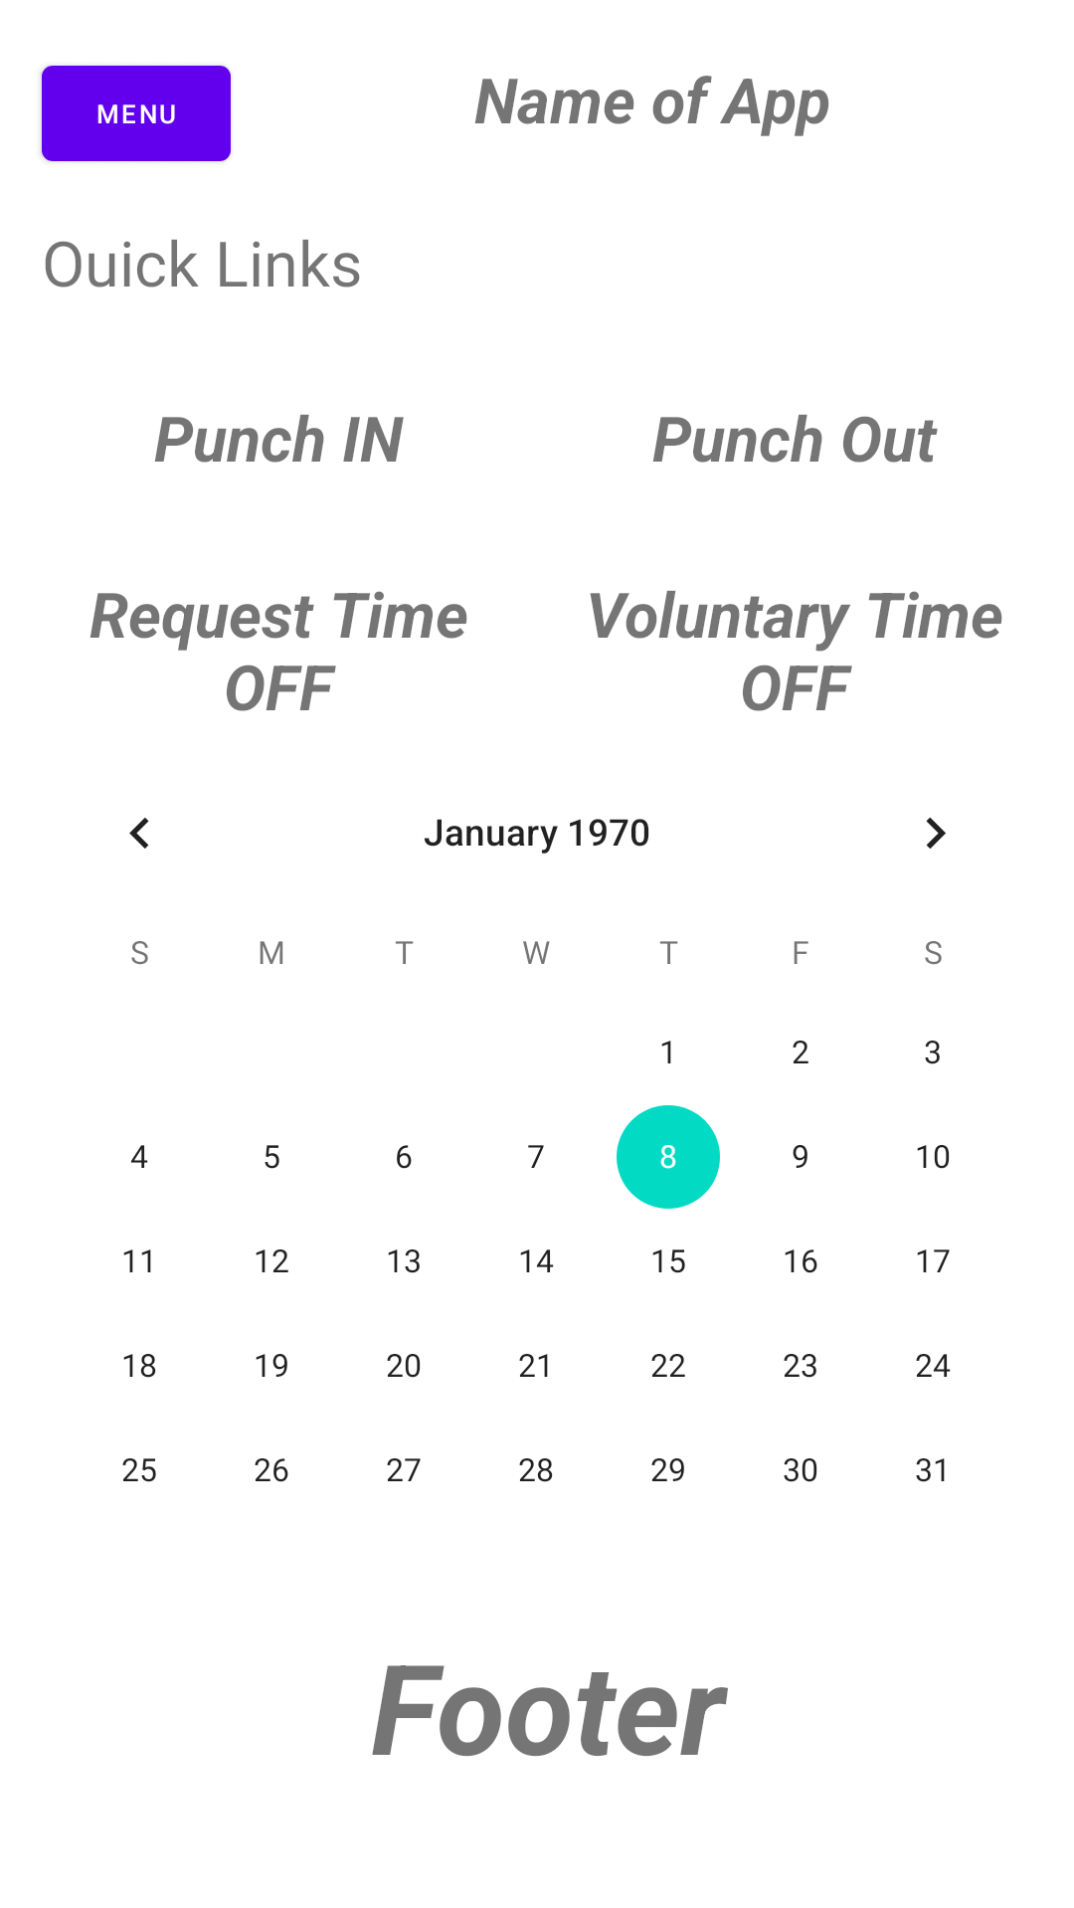 MENU
Name of App
Ouick Links
Punch IN
Punch Out
Request Time
OFF
Voluntary Time
OFF
January 1970
S M T W T F S
1 2 3
4 5 6 7 8 9 10
11 12 13 14 15 16 17
18 19 20 21 22 23 24
25 26 27 28 29 30 31
Footer